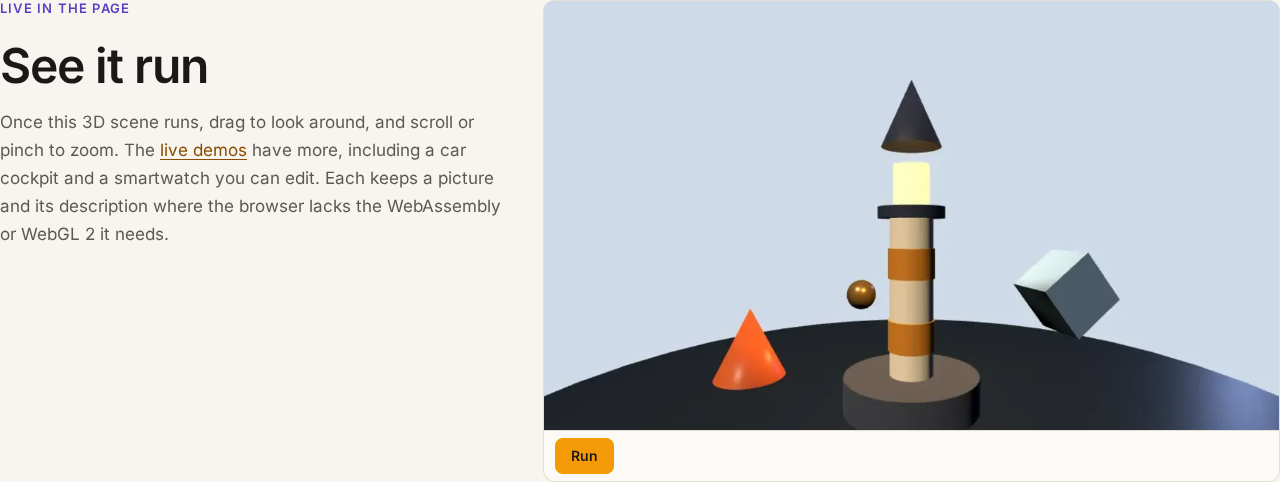 LIVE IN THE PAGE
See it run
Once this 3D scene runs, drag to look around, and scroll or
pinch to zoom. The live demos have more, including a car
cockpit and a smartwatch you can edit. Each keeps a picture
and its description where the browser lacks the WebAssembly
or WebGL 2 it needs.
Run